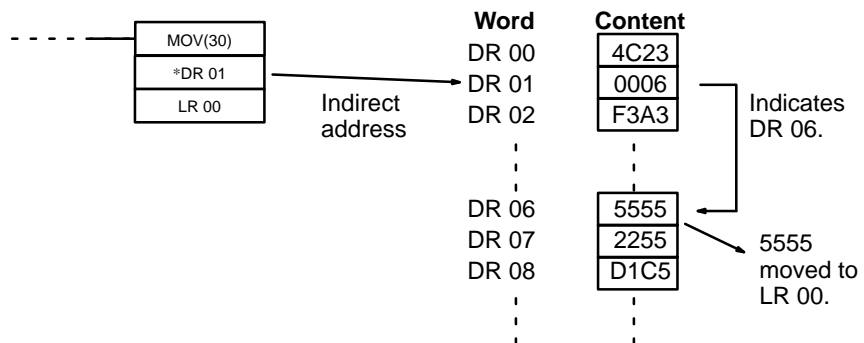 Word Content
MOV(30)
*DR 01
LR 00
Indirect
address
DR 00 4C23
DR 01 0006
DR 02 F3A3
Indicates
DR 06.
DR 06 5555
DR 07 2255
DR 08 D1C5
5555
moved to
LR 00.